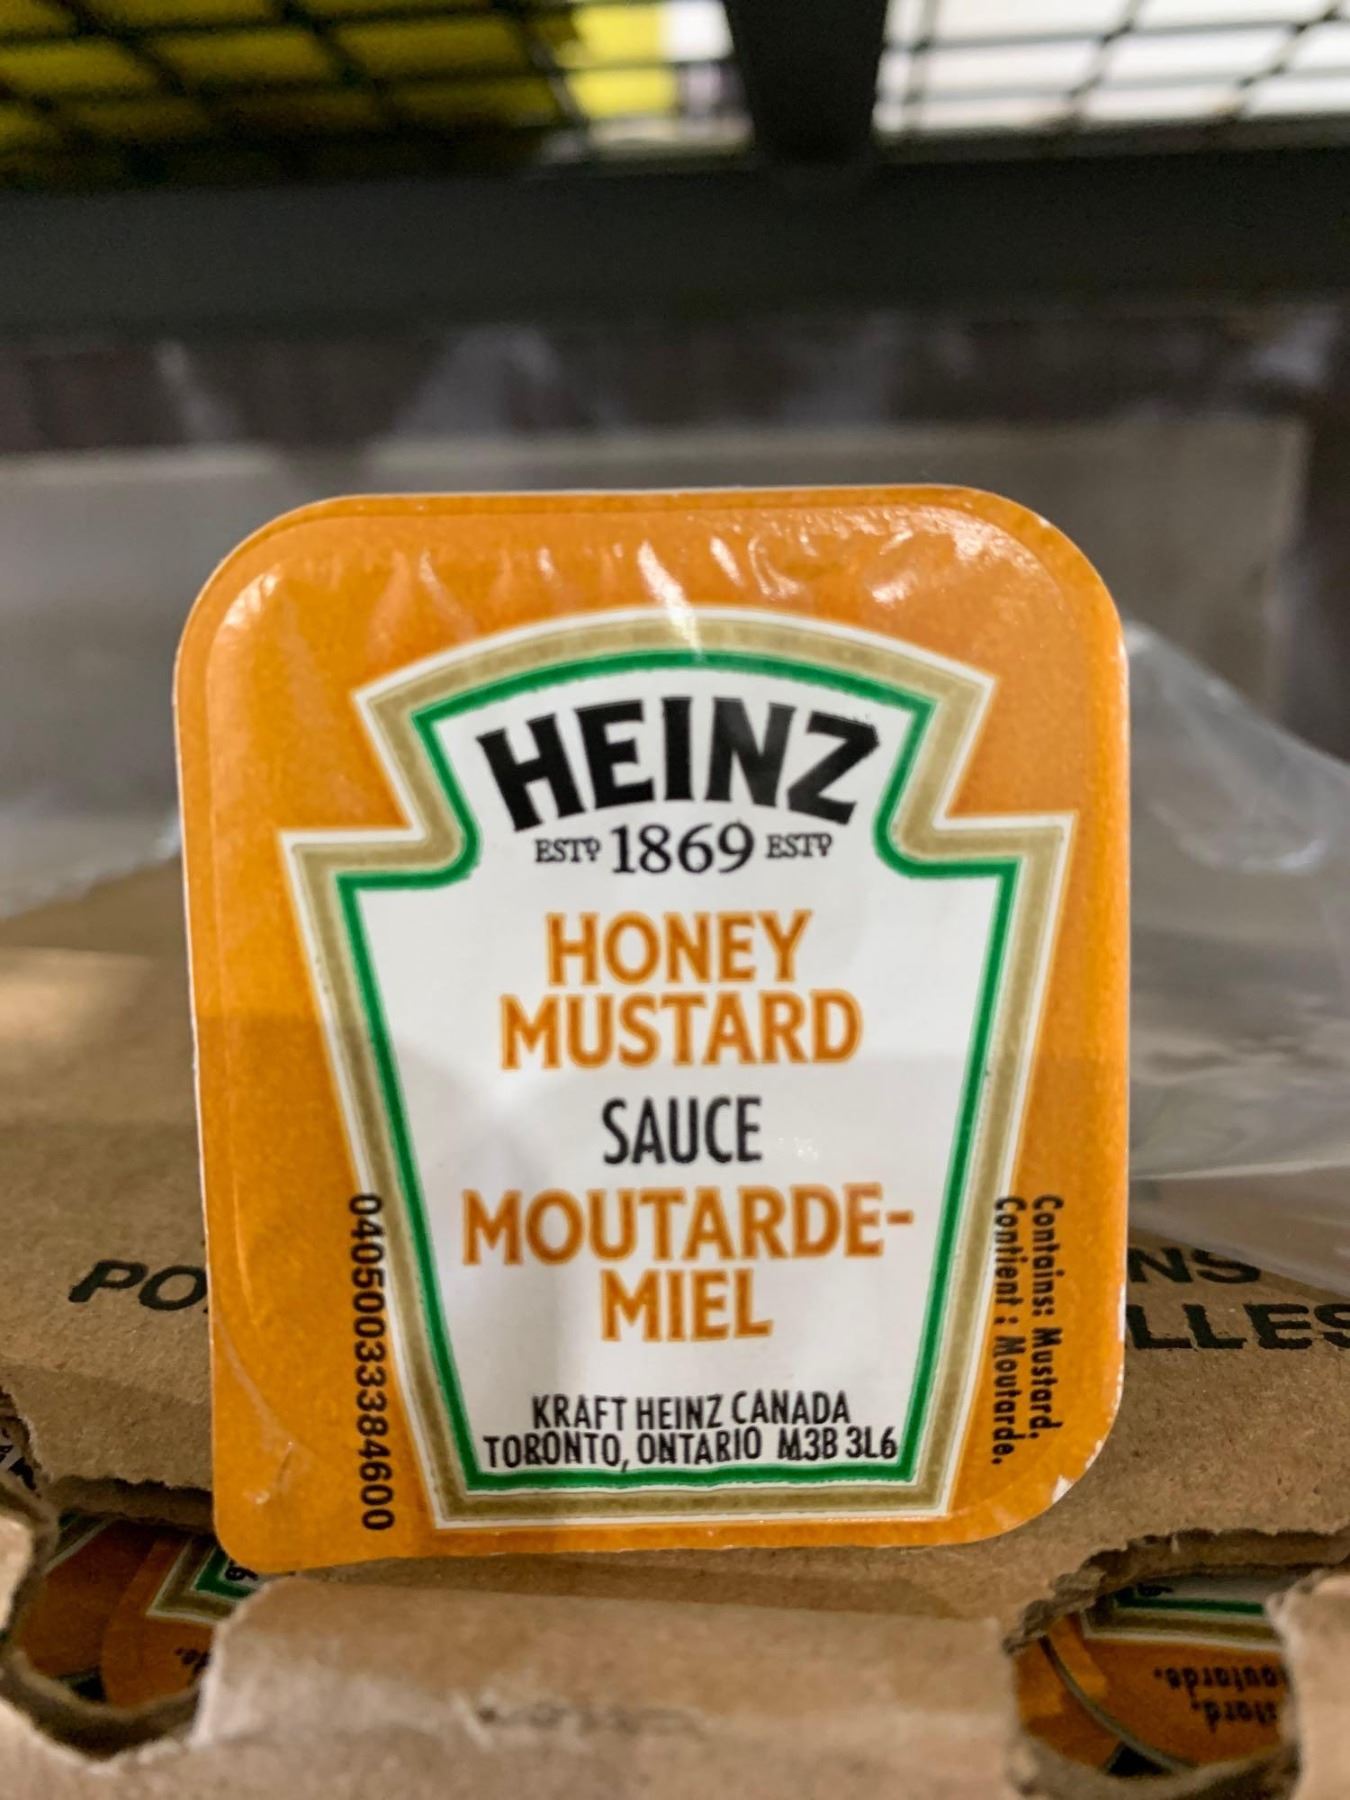 HEINZ
ESTD 1869 ESTD
HONEY
MUSTARD
SAUCE
MOUTARDE-
MIEL
KRAFT HEINZ CANADA
TORONTO, ONTARIO M3B 3L6
0405003384600
Contains: Mustard.
Contient : Moutarde.